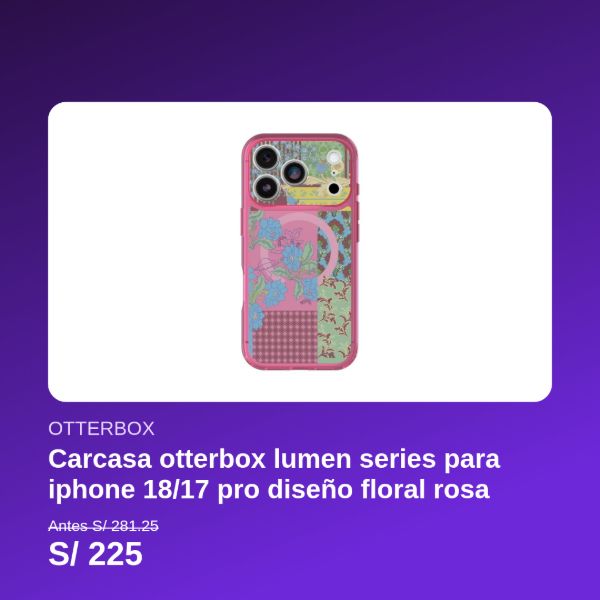 OTTERBOX
Carcasa otterbox lumen series para
iphone 18/17 pro diseño floral rosa
Antes S/ 281.25
S/ 225